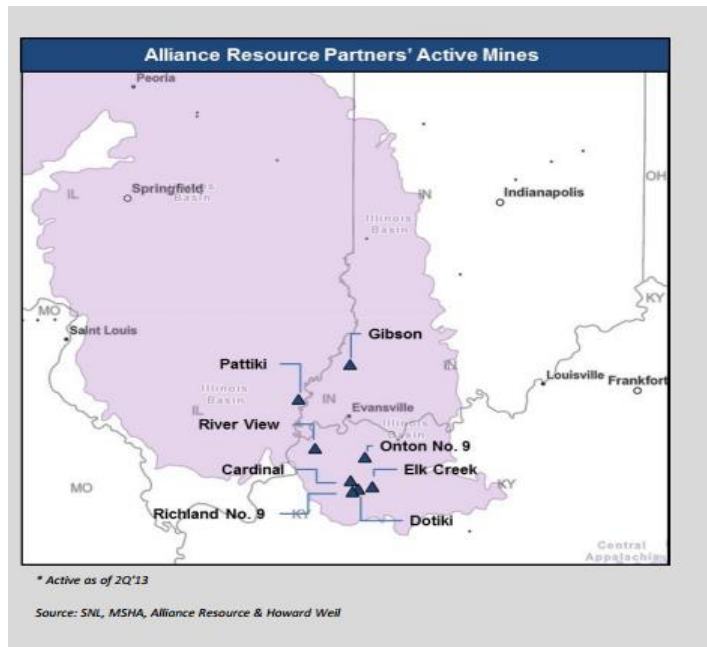 Alliance Resource Partners' Active Mines
Peoria
IL
Springfield
Basin
IN
Indianapolis
OH
Illinois
Basin
MO
Saint Louis
KY
Gibson
Pattiki
IN
Louisville
Frankfort
Illinois
Basin
IL
IN
Evansville
River View
Illinois
Basin
Onton No. 9
Cardinal
Elk Creek
KY
MO
Richland No. 9
KY
Dotiki
Central
Appalachia
* Active as of 2Q'13
Source: SNL, MSHA, Alliance Resource & Howard Weil